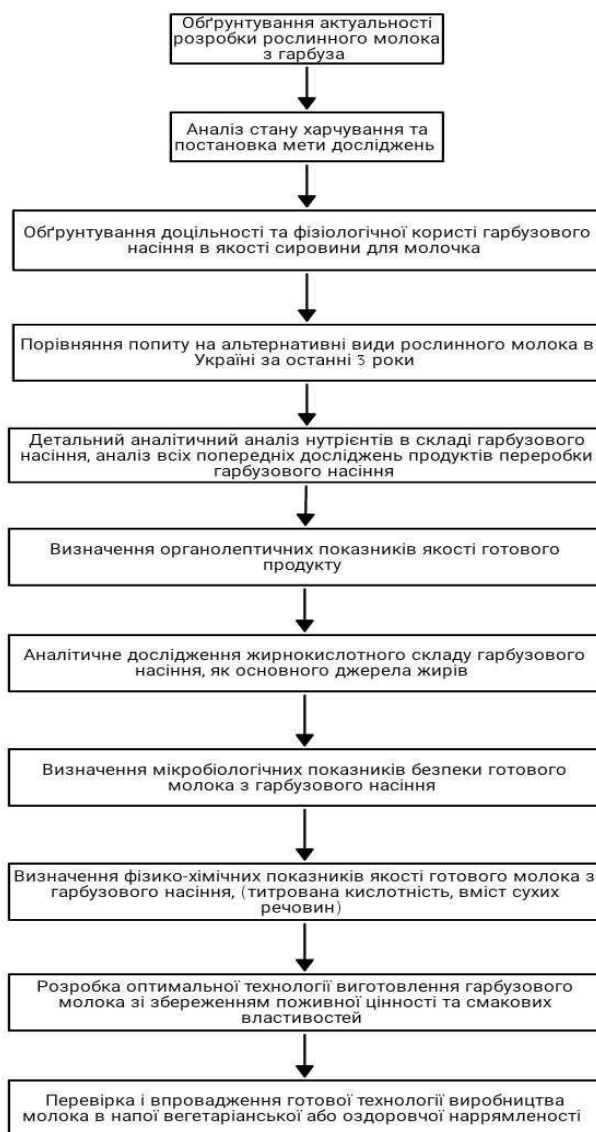 Обґрунтування актуальності
розробки рослинного молока
з гарбуза
Аналіз стану харчування та
постановка мети досліджень
Обґрунтування доцільності та фізіологічної користі гарбузового
насіння в якості сировини для молочка
Порівняння попиту на альтернативні види рослинного молока в
Україні за останні 3 роки
Детальний аналітичний аналіз нутрієнтів в складі гарбузового
насіння, аналіз всіх попередніх досліджень продуктів переробки
гарбузового насіння
Визначення органолептичних показників якості готового
продукту
Аналітичне дослідження жирнокислотного складу гарбузового
насіння, як основного джерела жирів
Визначення мікробіологічних показників безпеки готового
молока з гарбузового насіння
Визначення фізико-хімічних показників якості готового молока з
гарбузового насіння, (титрована кислотність, вміст сухих
речовин)
Розробка оптимальної технології виготовлення гарбузового
молока зі збереженням поживної цінності та смакових
властивостей
Перевірка і впровадження готової технології виробництва
молока в напої вегетаріанської або оздоровчої наррямленості